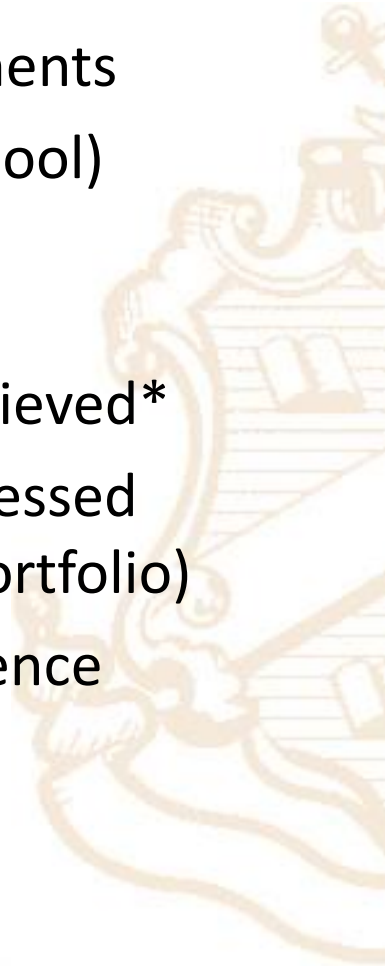 ents
ool)
ieved*
essed
ortfolio)
ence